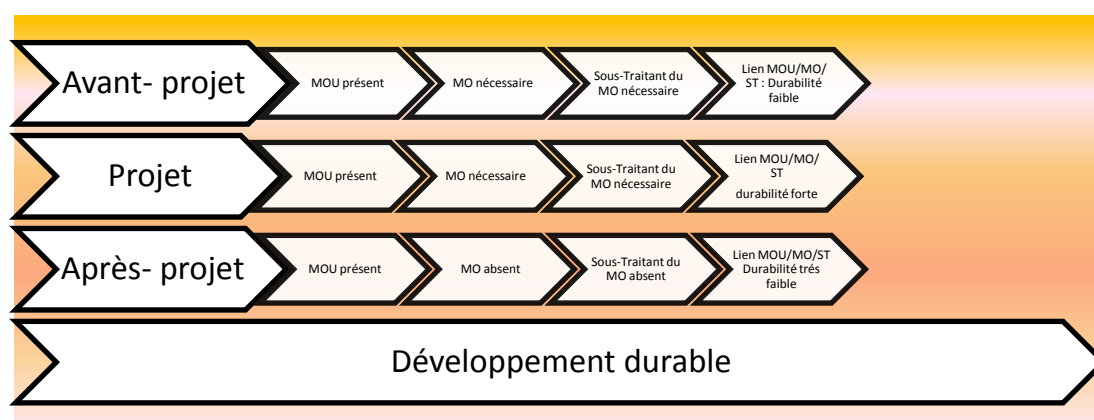 Avant- projet
MOU présent
MO nécessaire
Sous-Traitant du
MO nécessaire
Lien MOU/MO/
ST : Durabilité
faible
Projet
MOU présent
MO nécessaire
Sous-Traitant du
MO nécessaire
Lien MOU/MO/
ST
durabilité forte
Après- projet
MOU présent
MO absent
Sous-Traitant du
MO absent
Lien MOU/MO/ST
Durabilité trés
faible
Développement durable